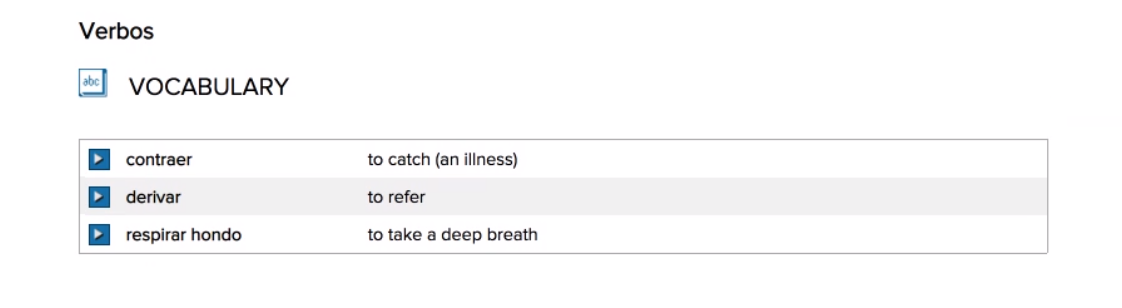 Verbos
abc
VOCABULARY
contraer to catch (an illness)
derivar to refer
respirar hondo to take a deep breath